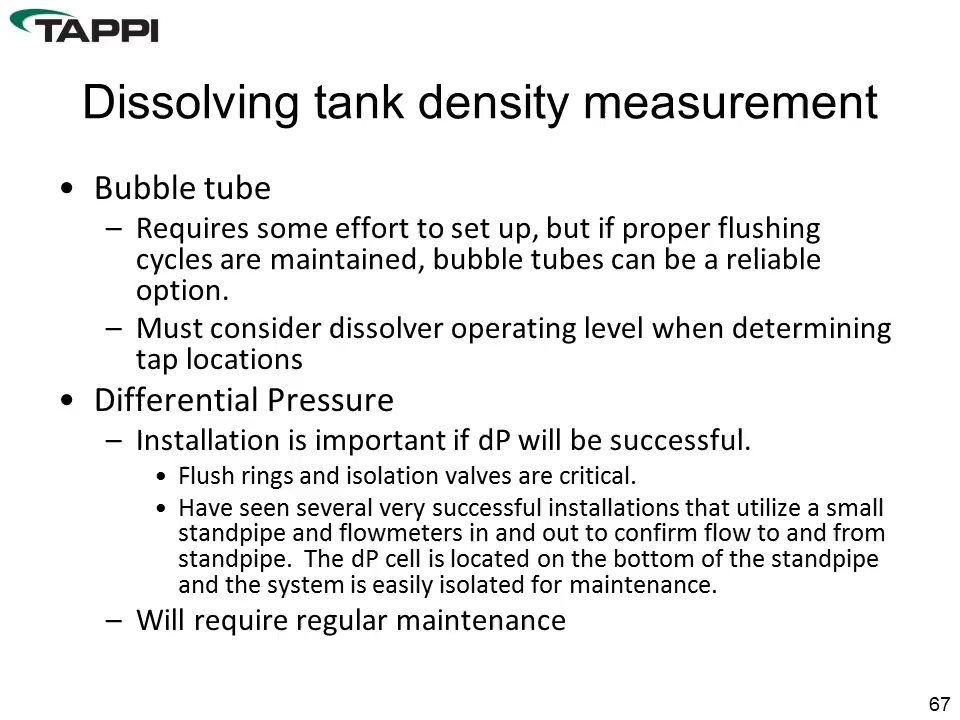 TAPPI
Dissolving tank density measurement
• Bubble tube
– Requires some effort to set up, but if proper flushing
cycles are maintained, bubble tubes can be a reliable
option.
– Must consider dissolver operating level when determining
tap locations
• Differential Pressure
– Installation is important if dP will be successful.
• Flush rings and isolation valves are critical.
• Have seen several very successful installations that utilize a small
standpipe and flowmeters in and out to confirm flow to and from
standpipe.  The dP cell is located on the bottom of the standpipe
and the system is easily isolated for maintenance.
– Will require regular maintenance
67